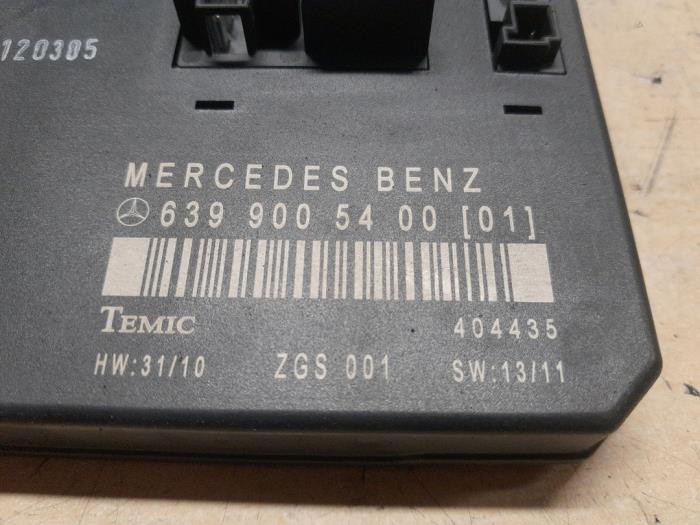 120305
MERCEDES BENZ
639 900 54 00 [01]
TEMIC 404435
HW:31/10 ZGS 001 SW:13/11